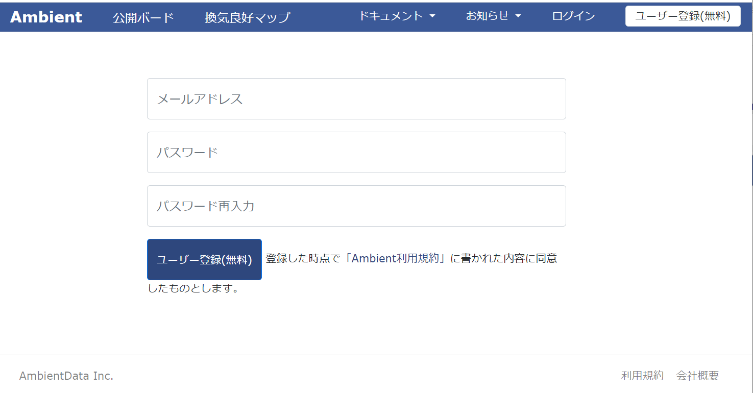 Ambient 公開ボード 換気良好マップ ドキュメント お知らせ ログイン ユーザー登録(無料)
メールアドレス
パスワード
パスワード再入力
ユーザー登録(無料) 登録した時点で「Ambient利用規約」に書かれた内容に同意
したものとします。
AmbientData Inc. 利用規約 会社概要